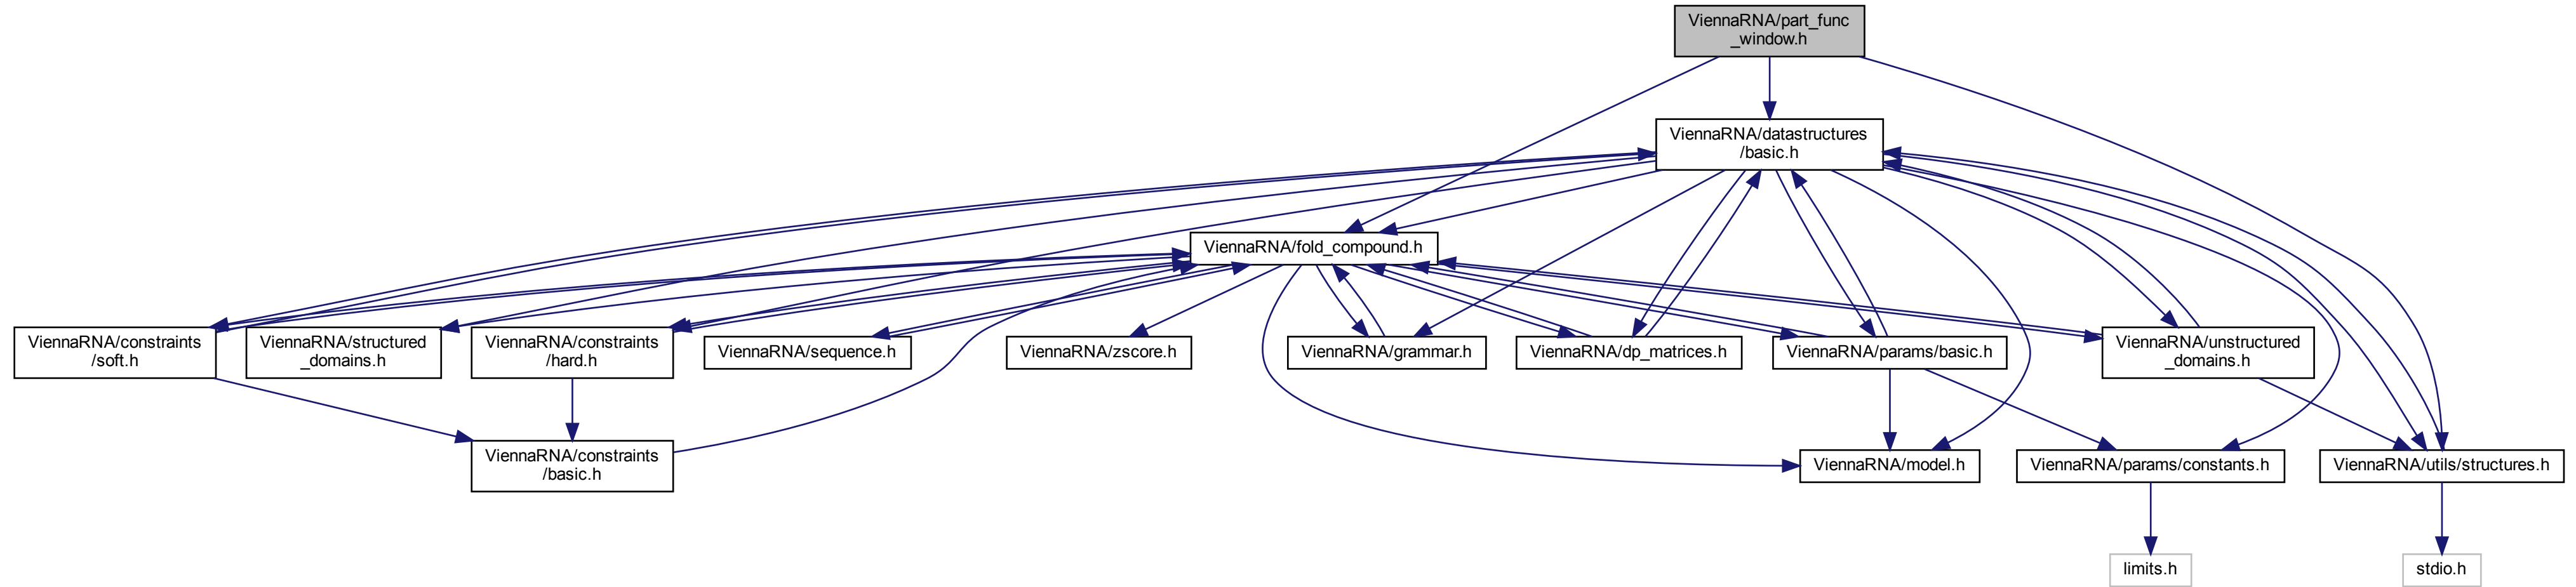 ViennaRNA/part_func
_window.h
ViennaRNA/datastructures
/basic.h
ViennaRNA/fold_compound.h
ViennaRNA/constraints
/soft.h
ViennaRNA/structured
_domains.h
ViennaRNA/constraints
/hard.h
ViennaRNA/sequence.h
ViennaRNA/zscore.h
ViennaRNA/grammar.h
ViennaRNA/dp_matrices.h
ViennaRNA/params/basic.h
ViennaRNA/unstructured
_domains.h
ViennaRNA/constraints
/basic.h
ViennaRNA/model.h
ViennaRNA/params/constants.h
ViennaRNA/utils/structures.h
limits.h
stdio.h